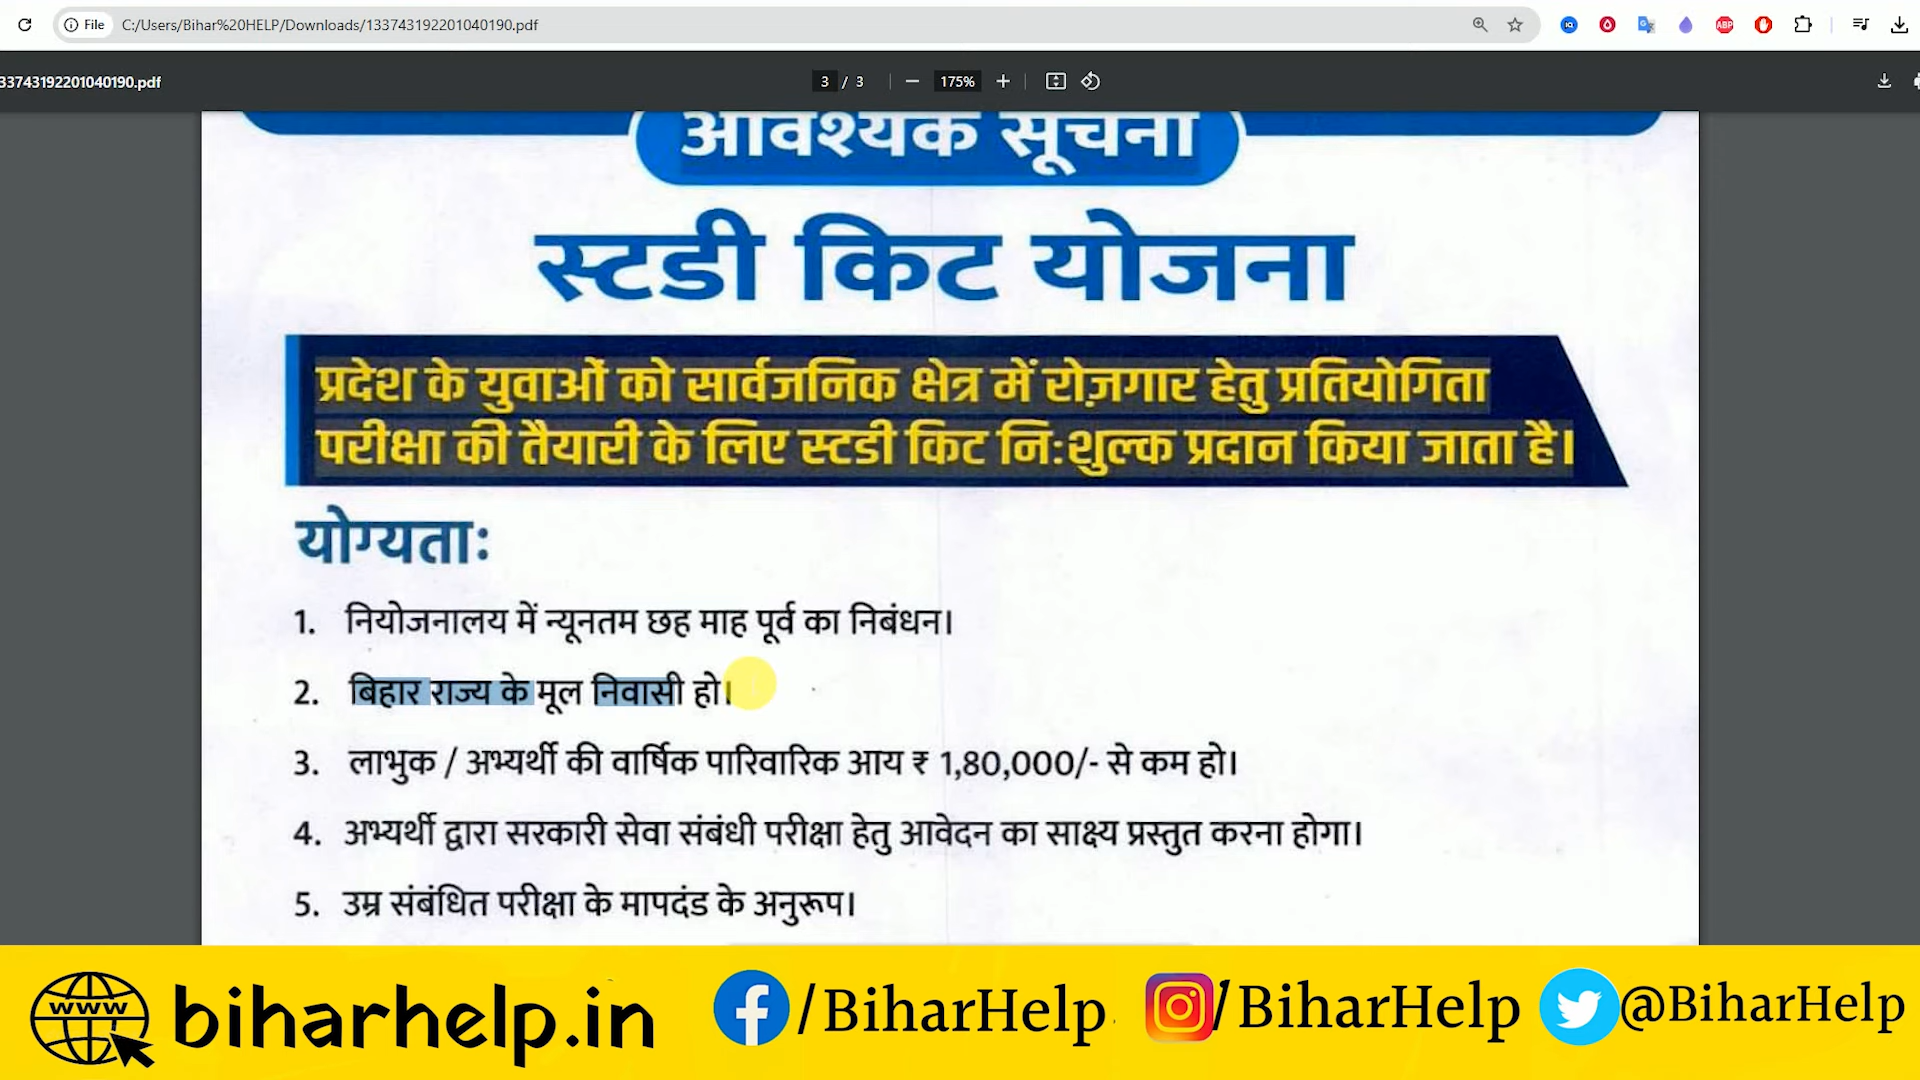 File C:/Users/Bihar%20HELP/Downloads/133743192201040190.pdf
33743192201040190.pdf
3 / 3
175%
आवश्यक सूचना
स्टडी किट योजना
प्रदेश के युवाओं को सार्वजनिक क्षेत्र में रोज़गार हेतु प्रतियोगिता
परीक्षा की तैयारी के लिए स्टडी किट निःशुल्क प्रदान किया जाता है।
योग्यताः
1. नियोजनालय में न्यूनतम छह माह पूर्व का निबंधन।
2. बिहार राज्य के मूल निवासी हो।
3. लाभुक / अभ्यर्थी की वार्षिक पारिवारिक आय ₹ 1,80,000/- से कम हो।
4. अभ्यर्थी द्वारा सरकारी सेवा संबंधी परीक्षा हेतु आवेदन का साक्ष्य प्रस्तुत करना होगा।
5. उम्र संबंधित परीक्षा के मापदंड के अनुरूप।
www biharhelp.in /BiharHelp /BiharHelp @BiharHelp